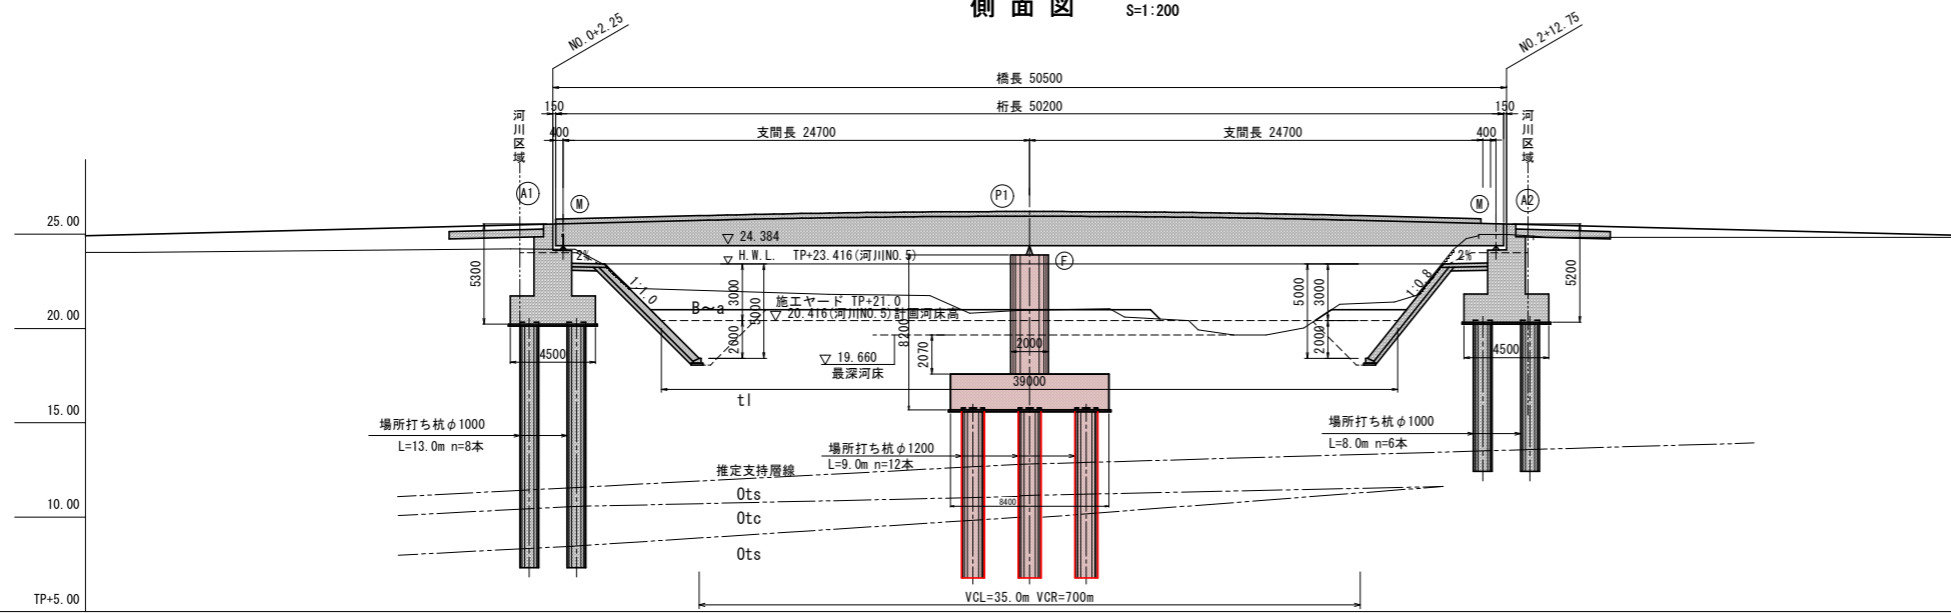 側面図 S=1:200
NO.0+2.25
NO.2+12.75
橋長 50500
150
桁長 50200
150
河川区域
400
支間長 24700
支間長 24700
400
河川区域
A1
M
P1
M
A2
25.00
24.384
H.W.L. TP+23.416(河川NO.5)
F
2%
2%
5300
1:1.0
3000
5000
施工ヤード TP+21.0
B～a
20.416(河川NO.5)計画河床高
8200
5000
3000
1:0.8
5200
20.00
2000
2070
2000
2000
4500
19.660
最深河床
4500
39000
tl
15.00
場所打ち杭φ1000
L=13.0m n=8本
場所打ち杭φ1200
L=9.0m n=12本
場所打ち杭φ1000
L=8.0m n=6本
推定支持層線
Ots
8400
10.00
Otc
Ots
TP+5.00
VCL=35.0m VCR=700m